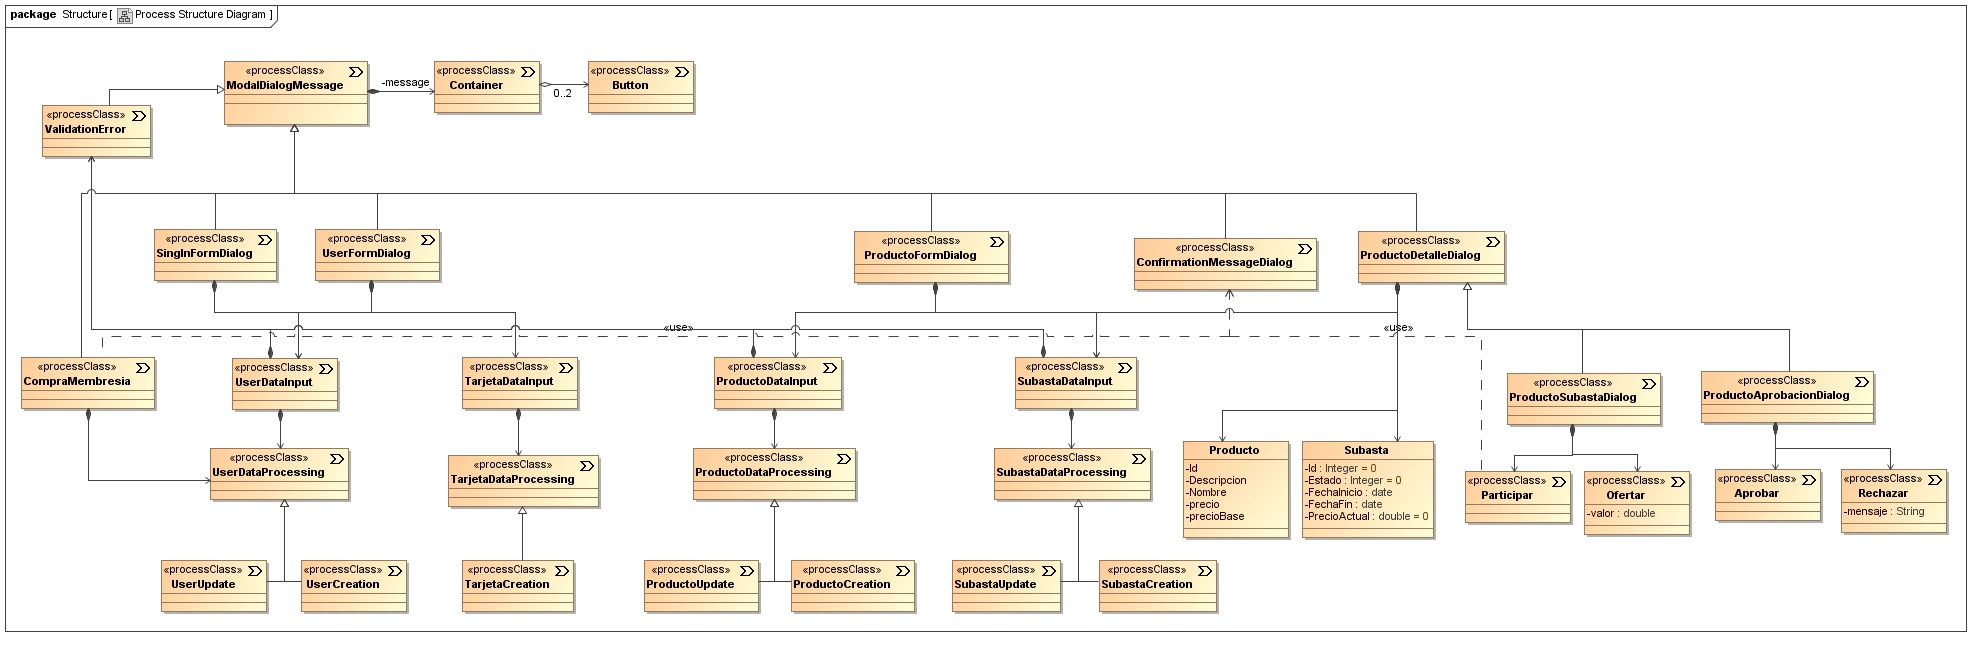 package Structure [ Process Structure Diagram ]
«processClass»
ModalDialogMessage
-message
«processClass»
Container
0..2
«processClass»
Button
«processClass»
ValidationError
«processClass»
SingInFormDialog
«processClass»
UserFormDialog
«processClass»
ProductoFormDialog
«processClass»
ConfirmationMessageDialog
«processClass»
ProductoDetalleDialog
«use»
«use»
«processClass»
CompraMembresia
«processClass»
UserDataInput
«processClass»
TarjetaDataInput
«processClass»
ProductoDataInput
«processClass»
SubastaDataInput
«processClass»
ProductoSubastaDialog
«processClass»
ProductoAprobacionDialog
«processClass»
UserDataProcessing
«processClass»
TarjetaDataProcessing
«processClass»
ProductoDataProcessing
«processClass»
SubastaDataProcessing
Producto
-Id
-Descripcion
-Nombre
-precio
-precioBase
Subasta
-Id : Integer = 0
-Estado : Integer = 0
-FechaInicio : date
-FechaFin : date
-PrecioActual : double = 0
«processClass»
Participar
«processClass»
Ofertar
-valor : double
«processClass»
Aprobar
«processClass»
Rechazar
-mensaje : String
«processClass»
UserUpdate
«processClass»
UserCreation
«processClass»
TarjetaCreation
«processClass»
ProductoUpdate
«processClass»
ProductoCreation
«processClass»
SubastaUpdate
«processClass»
SubastaCreation